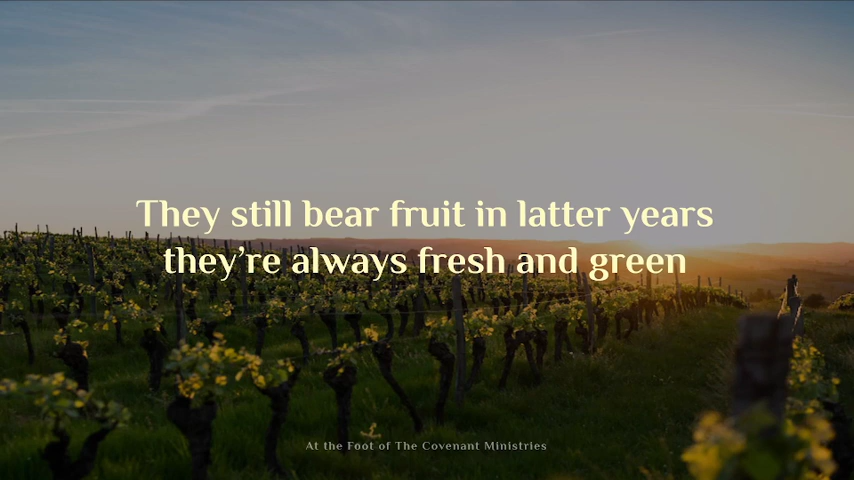 They still bear fruit in latter years
they’re always fresh and green
At the Foot of The Covenant Ministries